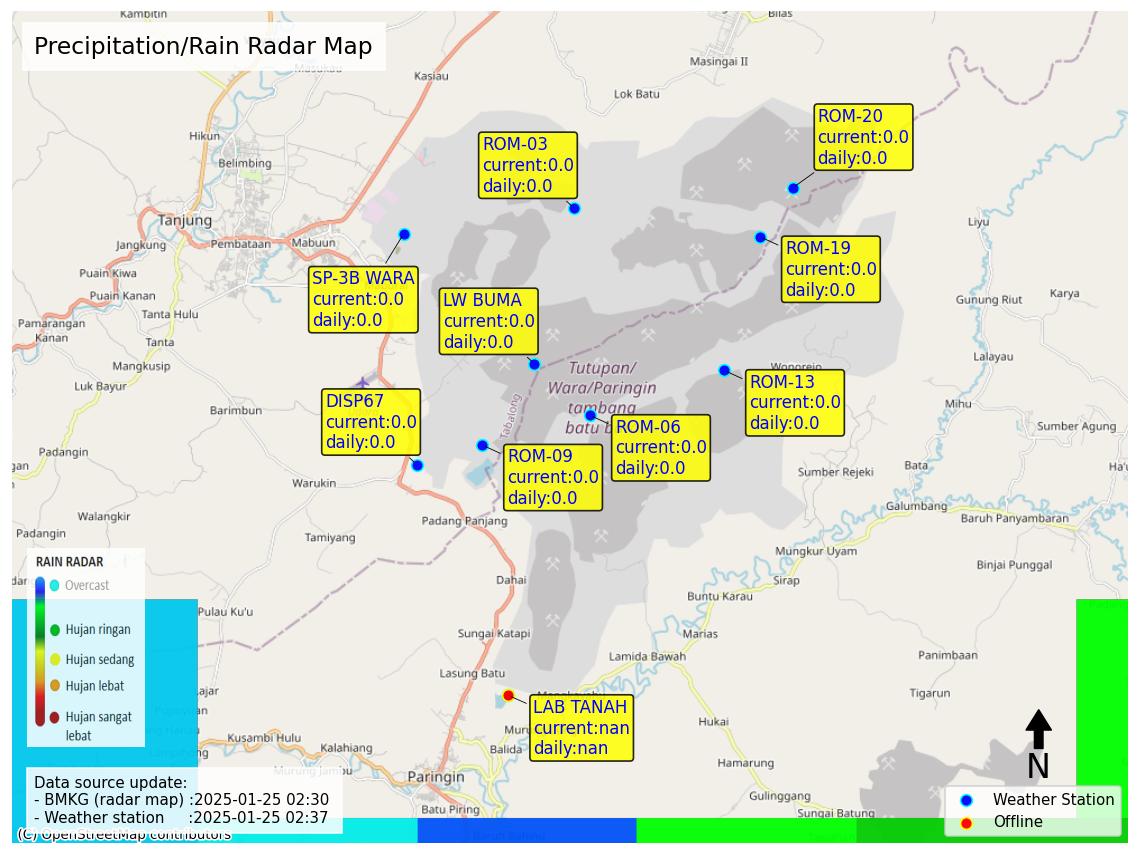 Precipitation/Rain Radar Map
Kambitin
Bilas
Masukau
Kasiau
Masingai II
Lok Batu
Hikun
Belimbing
ROM-03
current:0.0
daily:0.0
ROM-20
current:0.0
daily:0.0
Tanjung
Jangkung
Pembataan
Mabuun
Liyu
SP-3B WARA
current:0.0
daily:0.0
ROM-19
current:0.0
daily:0.0
Puain Kiwa
Puain Kanan
Tanta Hulu
Pamarangan
Kanan
Tanta
Gunung Riut
Karya
LW BUMA
current:0.0
daily:0.0
Mangkusip
Luk Bayur
Barimbun
Lalayau
Wonorejo
Tutupan/
Wara/Paringin
tambang
batu b
Tabalong
ROM-13
current:0.0
daily:0.0
DISP67
current:0.0
daily:0.0
ROM-06
current:0.0
daily:0.0
Mihu
Sumber Agung
Padangin
gan
ROM-09
current:0.0
daily:0.0
Warukin
Sumber Rejeki
Bata
Ha'u
Galumbang
Baruh Panyambaran
Walangkir
Padangin
Padang Panjang
Tamiyang
Mungkur Uyam
Binjai Punggal
Dahai
Sirap
Buntu Karau
RAIN RADAR
Overcast
Hujan ringan
Hujan sedang
Hujan lebat
Hujan sangat
lebat
Pulau Ku'u
Sungai Katapi
Marias
Lamida Bawah
Panimbaan
Lasung Batu
Tigarun
LAB TANAH
current:nan
daily:nan
Hukai
Kusambi Hulu
Kalahiang
Balida
Murung Jambu
Paringin
Hamarung
Batu Piring
Gulinggang
Sungai Batung
N
Data source update:
- BMKG (radar map) :2025-01-25 02:30
- Weather station :2025-01-25 02:37
(C) OpenStreetMap contributors
Weather Station
Offline